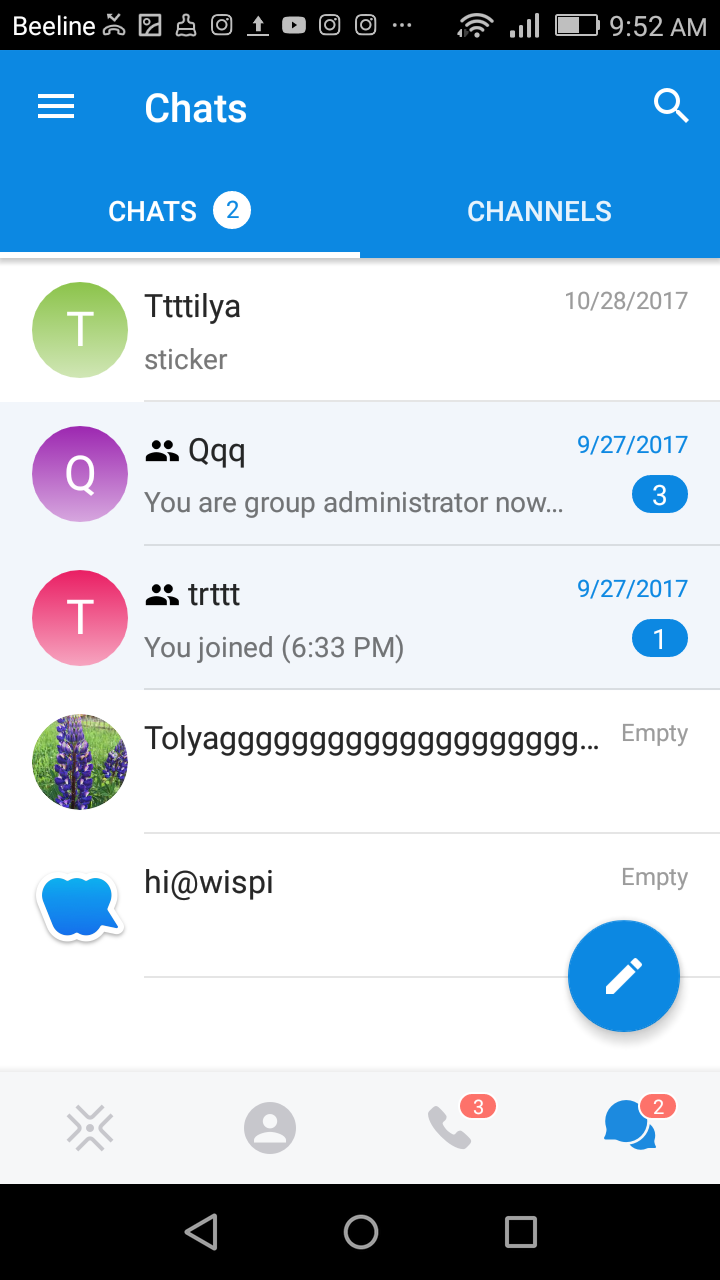 Beeline 9:52 AM
Chats
CHATS 2 CHANNELS
T Ttttilya 10/28/2017
sticker
Q Qqq 9/27/2017
You are group administrator now… 3
T trttt 9/27/2017
You joined (6:33 PM) 1
Tolyagggggggggggggggggggg… Empty
hi@wispi Empty
3 2